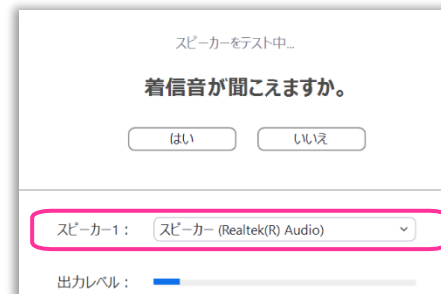 スピーカーをテスト中...
着信音が聞こえますか。
はい いいえ
スピーカー1： スピーカー (Realtek(R) Audio)
出力レベル：